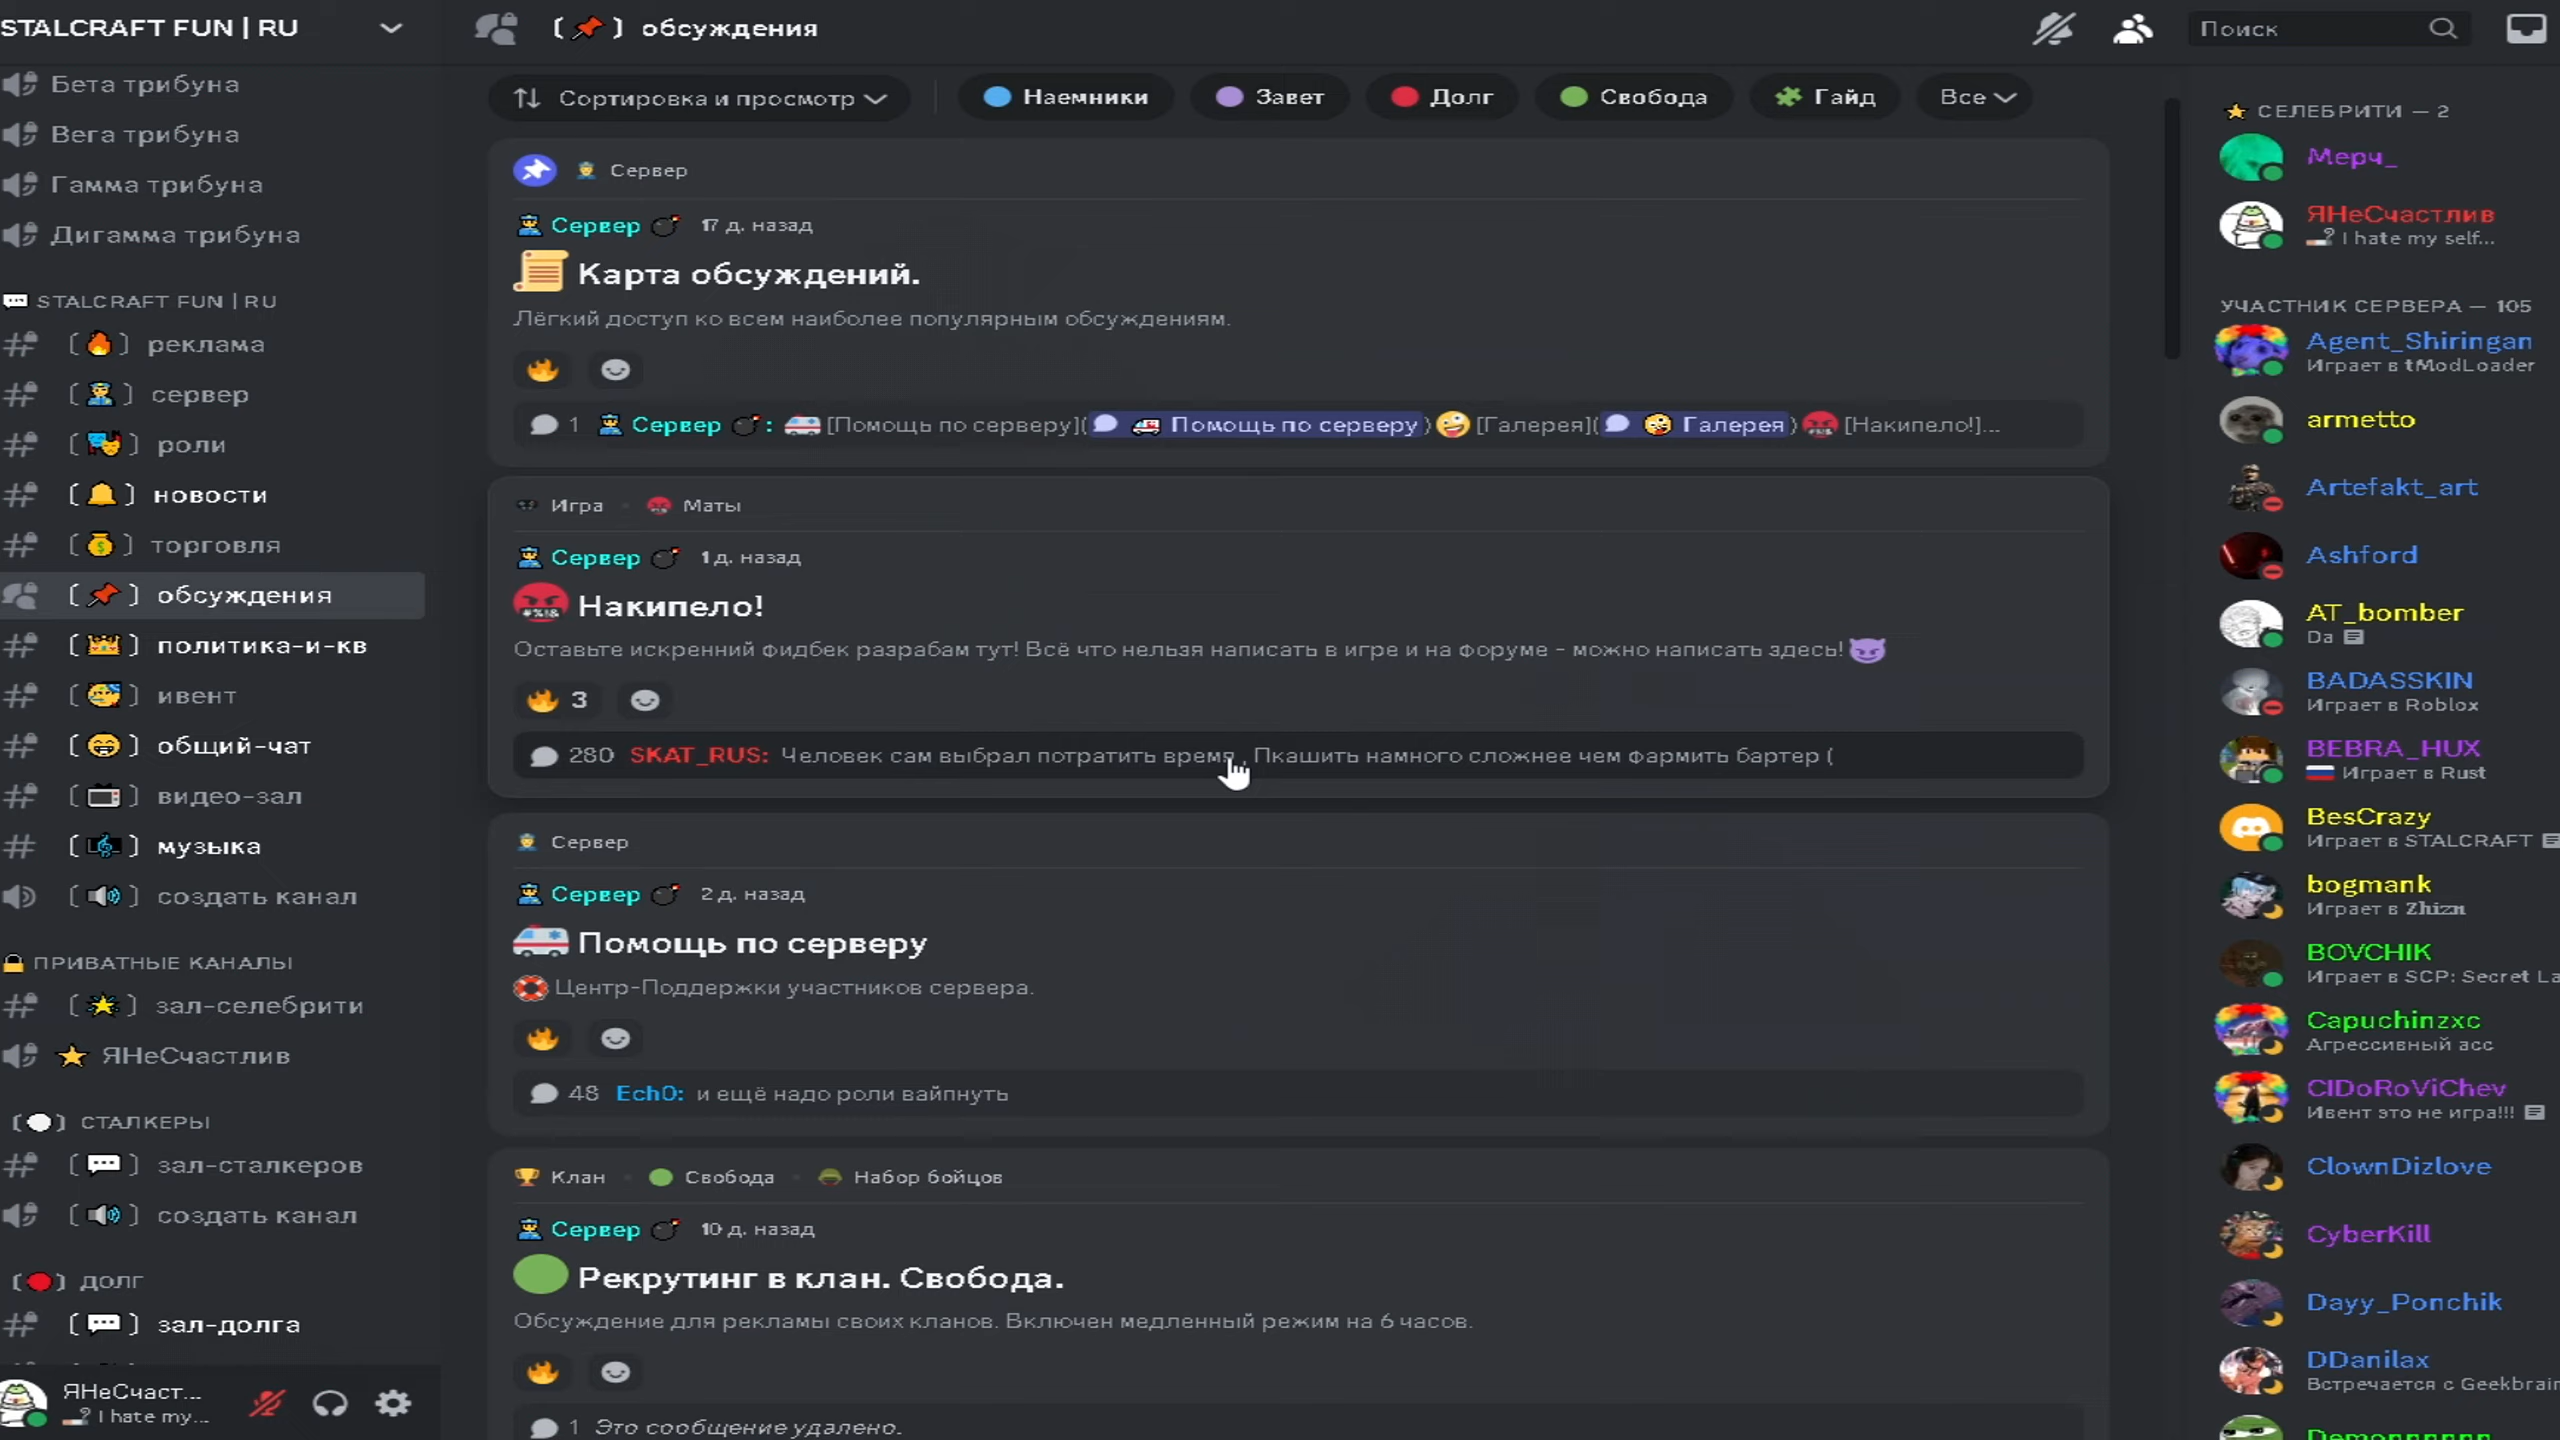 STALCRAFT FUN | RU
Бета трибуна
Вега трибуна
Гамма трибуна
Дигамма трибуна
STALCRAFT FUN | RU
реклама
сервер
роли
новости
торговля
обсуждения
политика-и-кв
ивент
общий-чат
видео-зал
музыка
создать канал
ПРИВАТНЫЕ КАНАЛЫ
зал-селебрити
ЯНеСчастлив
СТАЛКЕРЫ
зал-сталкеров
создать канал
ДОЛГ
зал-долга
ЯНеСчаст...
I hate my...
обсуждения
Поиск
Сортировка и просмотр
Наемники
Завет
Долг
Свобода
Гайд
Все
Сервер
Сервер 17 д. назад
Карта обсуждений.
Лёгкий доступ ко всем наиболее популярным обсуждениям.
1 Сервер : [Помощь по серверу]( Помощь по серверу) [Галерея]( Галерея) [Накипело!]...
Игра Маты
Сервер 1 д. назад
Накипело!
Оставьте искренний фидбек разрабам тут! Всё что нельзя написать в игре и на форуме - можно написать здесь!
3
280 SKAT_RUS: Человек сам выбрал потратить время , Пкашить намного сложнее чем фармить бартер (
Сервер
Сервер 2 д. назад
Помощь по серверу
Центр-Поддержки участников сервера.
48 Ech0: и ещё надо роли вайпнуть
Клан Свобода Набор бойцов
Сервер 10 д. назад
Рекрутинг в клан. Свобода.
Обсуждение для рекламы своих кланов. Включен медленный режим на 6 часов.
1 Это сообщение удалено.
СЕЛЕБРИТИ — 2
Мерч_
ЯНеСчастлив
I hate my self...
УЧАСТНИК СЕРВЕРА — 105
Agent_Shiringan
Играет в tModLoader
armetto
Artefakt_art
Ashford
AT_bomber
Da
BADASSKIN
Играет в Roblox
BEBRA_HUX
Играет в Rust
BesCrazy
Играет в STALCRAFT
bogmank
Играет в Zhizn
BOVCHIK
Играет в SCP: Secret La
Capuchinzxc
Агрессивный асс
CIDoRoViChev
Ивент это не игра!!!
ClownDizlove
CyberKill
Dayy_Ponchik
DDanilax
Встречается с Geekbrain